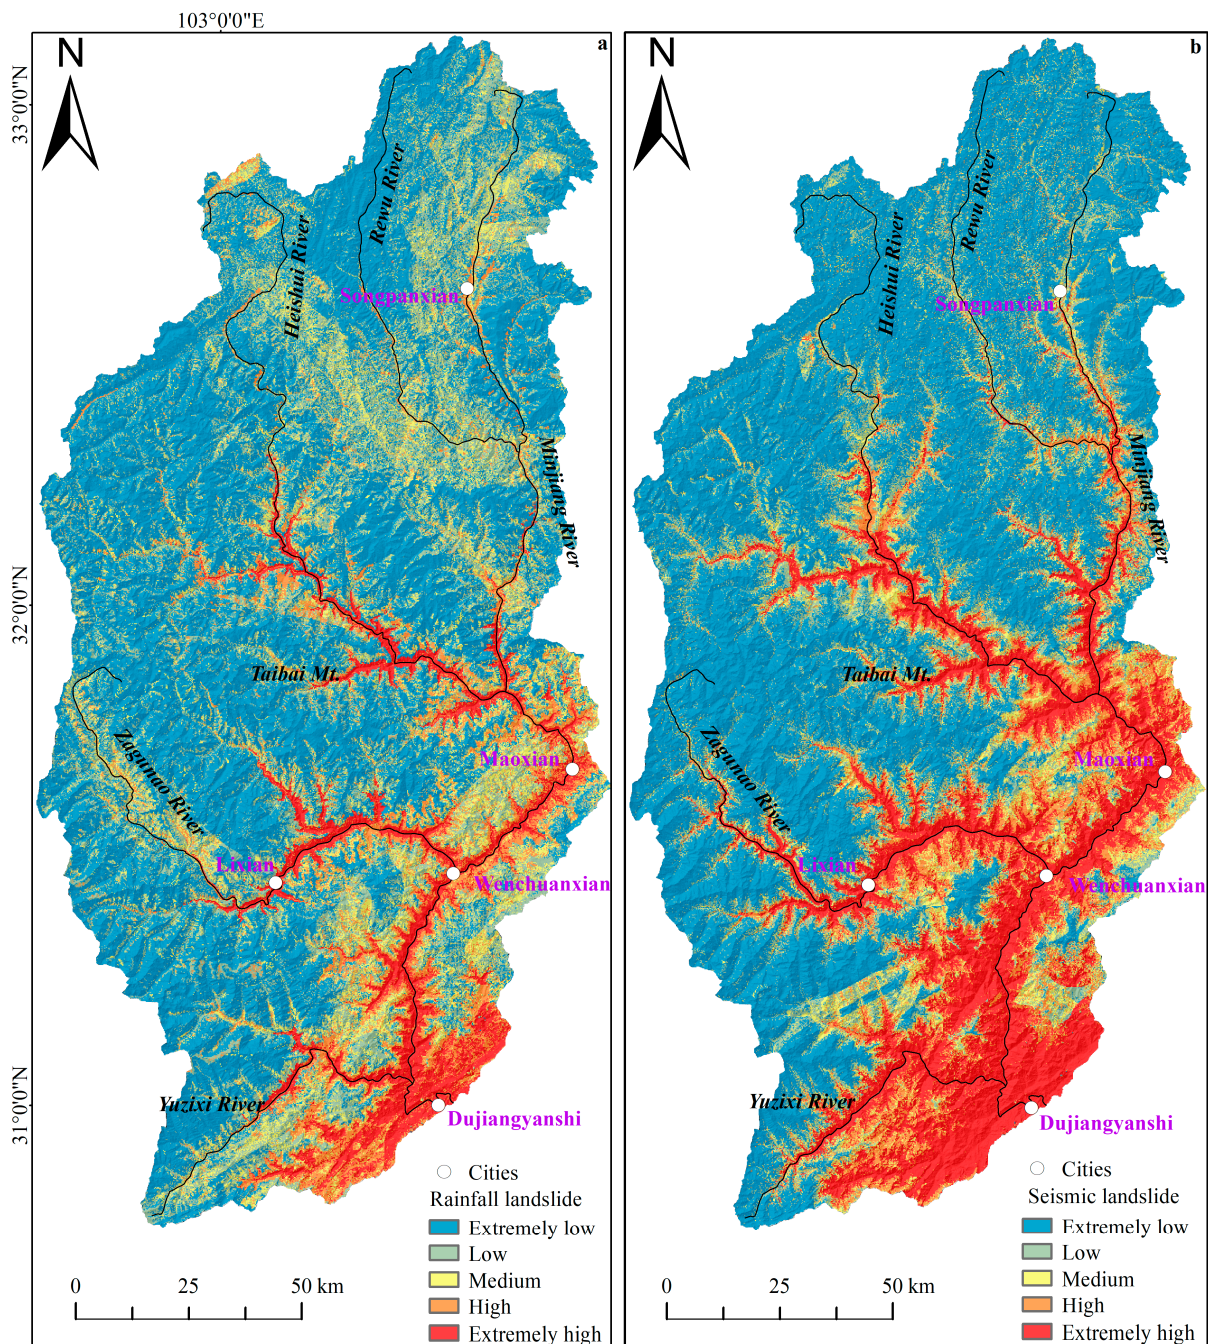 103°0'0"E
33°0'0"N
32°0'0"N
31°0'0"N
N
a
Rewu River
Heishui River
Songpanxian
Minjiang River
Taibai Mt.
Zagunao River
Maoxian
Lixian
Wenchuanxian
Yuzixi River
Dujiangyanshi
Cities
Rainfall landslide
Extremely low
Low
Medium
High
Extremely high
0 25 50 km
N
b
Rewu River
Heishui River
Songpanxian
Minjiang River
Taibai Mt.
Zagunao River
Maoxian
Lixian
Wenchuanxian
Yuzixi River
Dujiangyanshi
Cities
Seismic landslide
Extremely low
Low
Medium
High
Extremely high
0 25 50 km